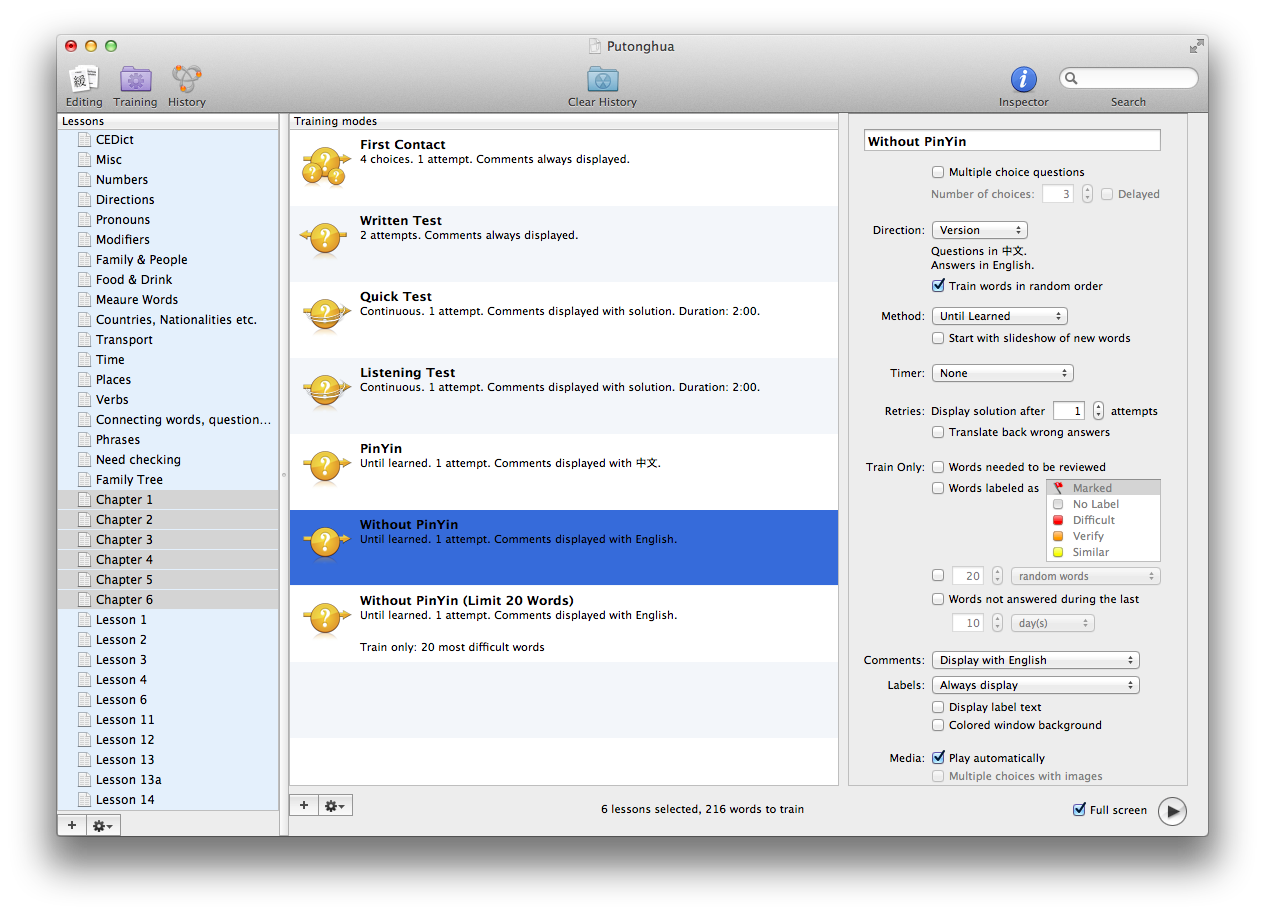 Putonghua
Editing Training History Clear History Inspector Search
Lessons
CEDict
Misc
Numbers
Directions
Pronouns
Modifiers
Family & People
Food & Drink
Meaure Words
Countries, Nationalities etc.
Transport
Time
Places
Verbs
Connecting words, question...
Phrases
Need checking
Family Tree
Chapter 1
Chapter 2
Chapter 3
Chapter 4
Chapter 5
Chapter 6
Lesson 1
Lesson 2
Lesson 3
Lesson 4
Lesson 6
Lesson 11
Lesson 12
Lesson 13
Lesson 13a
Lesson 14
Training modes
First Contact
4 choices. 1 attempt. Comments always displayed.
Written Test
2 attempts. Comments always displayed.
Quick Test
Continuous. 1 attempt. Comments displayed with solution. Duration: 2:00.
Listening Test
Continuous. 1 attempt. Comments displayed with solution. Duration: 2:00.
PinYin
Until learned. 1 attempt. Comments displayed with 中文.
Without PinYin
Until learned. 1 attempt. Comments displayed with English.
Without PinYin (Limit 20 Words)
Until learned. 1 attempt. Comments displayed with English.
Train only: 20 most difficult words
6 lessons selected, 216 words to train
Without PinYin
Multiple choice questions
Number of choices: 3 Delayed
Direction: Version
Questions in 中文.
Answers in English.
Train words in random order
Method: Until Learned
Start with slideshow of new words
Timer: None
Retries: Display solution after 1 attempts
Translate back wrong answers
Train Only: Words needed to be reviewed
Words labeled as Marked
No Label
Difficult
Verify
Similar
20 random words
Words not answered during the last
10 day(s)
Comments: Display with English
Labels: Always display
Display label text
Colored window background
Media: Play automatically
Multiple choices with images
Full screen